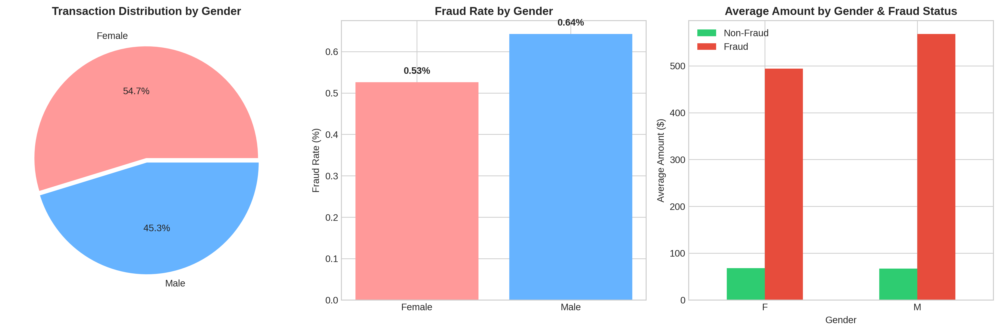 Transaction Distribution by Gender
Female
54.7%
45.3%
Male
Fraud Rate by Gender
Fraud Rate (%)
0.6
0.5
0.4
0.3
0.2
0.1
0.0
0.53%
0.64%
Female
Male
Average Amount by Gender & Fraud Status
Non-Fraud
Fraud
Average Amount ($)
500
400
300
200
100
0
F
M
Gender